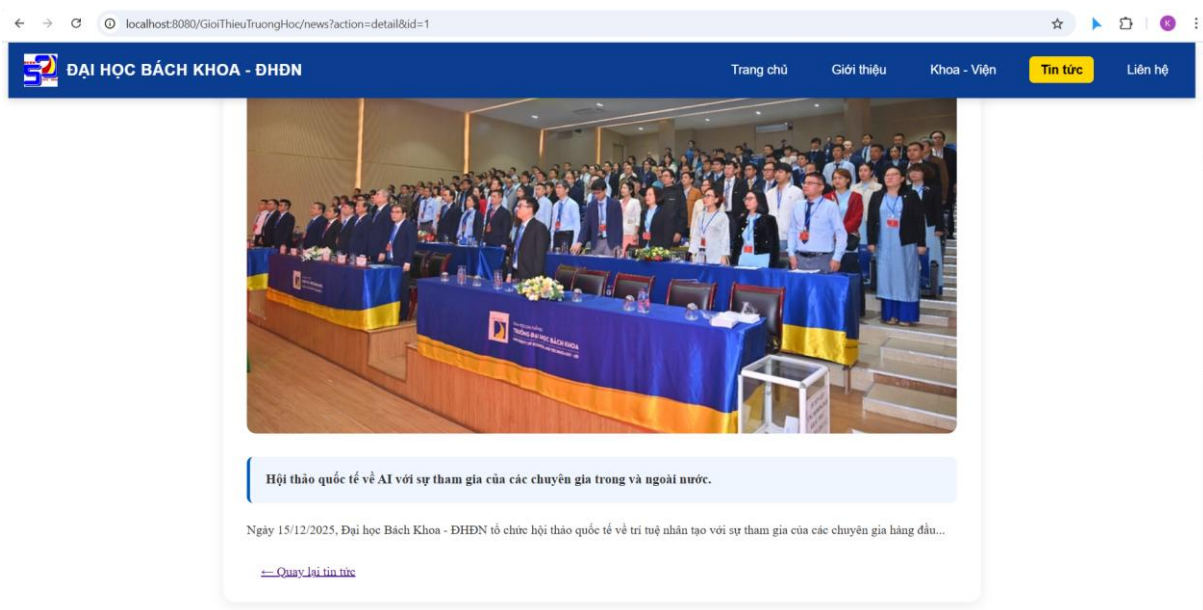 localhost:8080/GioiThieuTruongHoc/news?action=detail&id=1
K
ĐẠI HỌC BÁCH KHOA - ĐHĐN
Trang chủ
Giới thiệu
Khoa - Viện
Tin tức
Liên hệ
TRƯỜNG ĐẠI HỌC BÁCH KHOA
Hội thảo quốc tế về AI với sự tham gia của các chuyên gia trong và ngoài nước.
Ngày 15/12/2025, Đại học Bách Khoa - ĐHĐN tổ chức hội thảo quốc tế về trí tuệ nhân tạo với sự tham gia của các chuyên gia hàng đầu...
← Quay lại tin tức